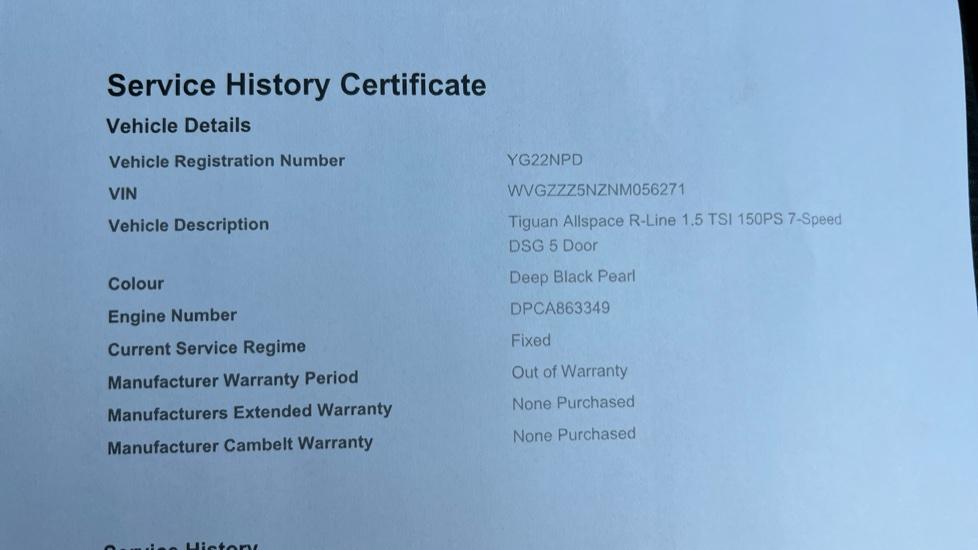 Service History Certificate
Vehicle Details
Vehicle Registration Number YG22NPD
VIN WVGZZZ5NZNM056271
Vehicle Description Tiguan Allspace R-Line 1.5 TSI 150PS 7-Speed
DSG 5 Door
Colour Deep Black Pearl
Engine Number DPCA863349
Current Service Regime Fixed
Manufacturer Warranty Period Out of Warranty
Manufacturers Extended Warranty None Purchased
Manufacturer Cambelt Warranty None Purchased
Service History